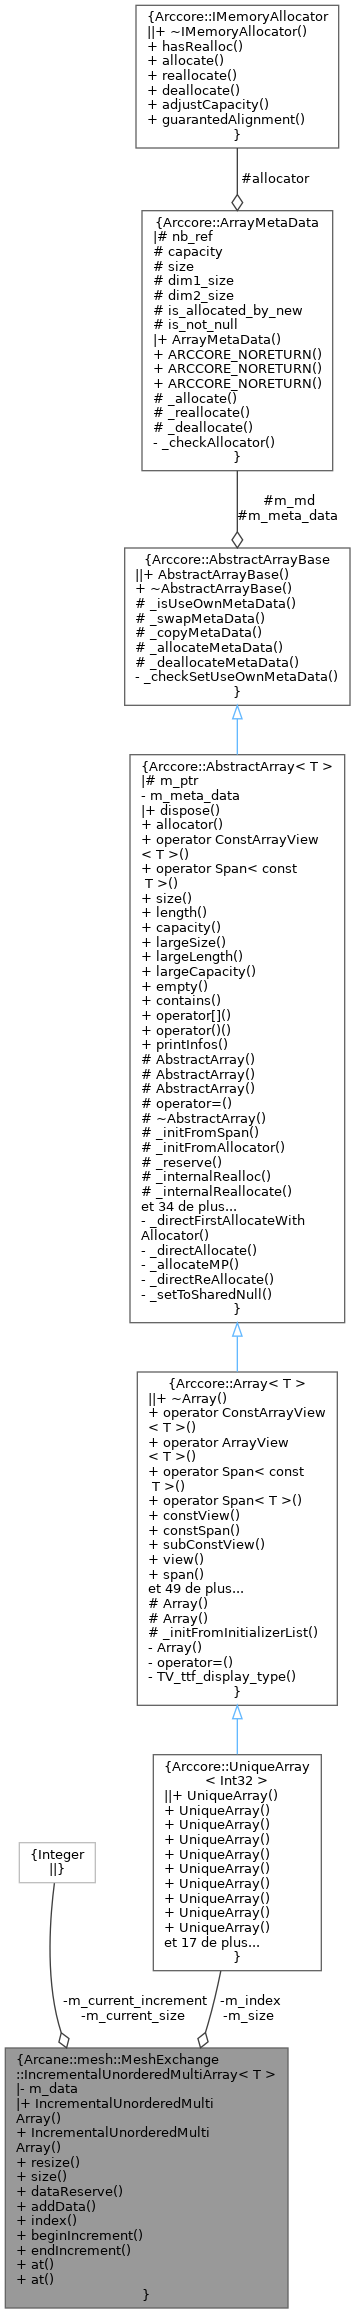 {Arccore::IMemoryAllocator
||+ ~IMemoryAllocator()
+ hasRealloc()
+ allocate()
+ reallocate()
+ deallocate()
+ adjustCapacity()
+ guarantedAlignment()
}
#allocator
{Arccore::ArrayMetaData
|# nb_ref
# capacity
# size
# dim1_size
# dim2_size
# is_allocated_by_new
# is_not_null
|+ ArrayMetaData()
+ ARCCORE_NORETURN()
+ ARCCORE_NORETURN()
+ ARCCORE_NORETURN()
# _allocate()
# _reallocate()
# _deallocate()
- _checkAllocator()
}
#m_md
#m_meta_data
{Arccore::AbstractArrayBase
||+ AbstractArrayBase()
+ ~AbstractArrayBase()
# _isUseOwnMetaData()
# _swapMetaData()
# _copyMetaData()
# _allocateMetaData()
# _deallocateMetaData()
- _checkSetUseOwnMetaData()
}
{Arccore::AbstractArray< T >
|# m_ptr
- m_meta_data
|+ dispose()
+ allocator()
+ operator ConstArrayView
< T >()
+ operator Span< const
T >()
+ size()
+ length()
+ capacity()
+ largeSize()
+ largeLength()
+ largeCapacity()
+ empty()
+ contains()
+ operator[]()
+ operator()()
+ printInfos()
# AbstractArray()
# AbstractArray()
# AbstractArray()
# operator=()
# ~AbstractArray()
# _initFromSpan()
# _initFromAllocator()
# _reserve()
# _internalRealloc()
# _internalReallocate()
et 34 de plus...
- _directFirstAllocateWith
Allocator()
- _directAllocate()
- _allocateMP()
- _directReAllocate()
- _setToSharedNull()
}
{Arccore::Array< T >
||+ ~Array()
+ operator ConstArrayView
< T >()
+ operator ArrayView
< T >()
+ operator Span< const
T >()
+ operator Span< T >()
+ constView()
+ constSpan()
+ subConstView()
+ view()
+ span()
et 49 de plus...
# Array()
# Array()
# _initFromInitializerList()
- Array()
- operator=()
- TV_ttf_display_type()
}
{Arccore::UniqueArray
< Int32 >
||+ UniqueArray()
+ UniqueArray()
+ UniqueArray()
+ UniqueArray()
+ UniqueArray()
+ UniqueArray()
+ UniqueArray()
+ UniqueArray()
+ UniqueArray()
+ UniqueArray()
et 17 de plus...
}
{Integer
||}
-m_current_increment
-m_current_size
-m_index
-m_size
{Arcane::mesh::MeshExchange
::IncrementalUnorderedMultiArray< T >
|- m_data
|+ IncrementalUnorderedMulti
Array()
+ IncrementalUnorderedMulti
Array()
+ resize()
+ size()
+ dataReserve()
+ addData()
+ index()
+ beginIncrement()
+ endIncrement()
+ at()
+ at()
}